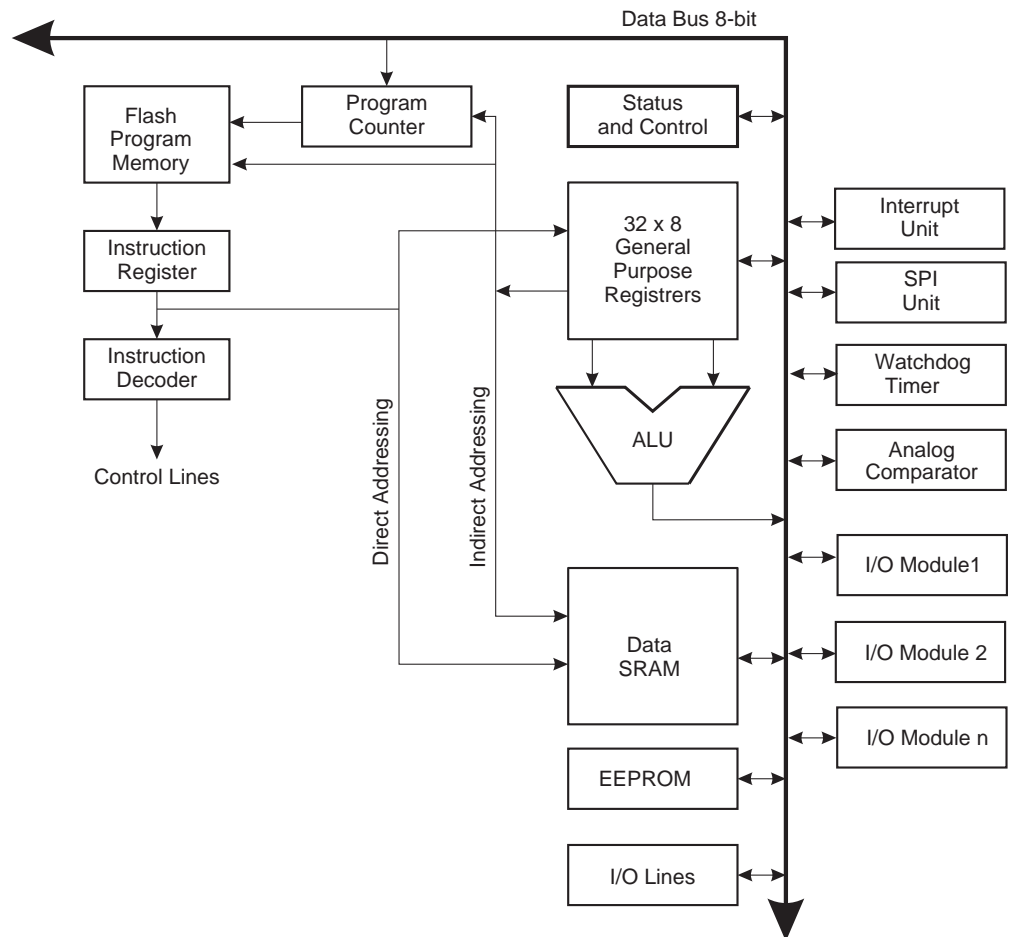 Data Bus 8-bit
Flash
Program
Memory
Program
Counter
Status
and Control
Instruction
Register
32 x 8
General
Purpose
Registrers
Interrupt
Unit
SPI
Unit
Instruction
Decoder
Watchdog
Timer
Direct Addressing
Indirect Addressing
ALU
Control Lines
Analog
Comparator
I/O Module1
Data
SRAM
I/O Module 2
I/O Module n
EEPROM
I/O Lines